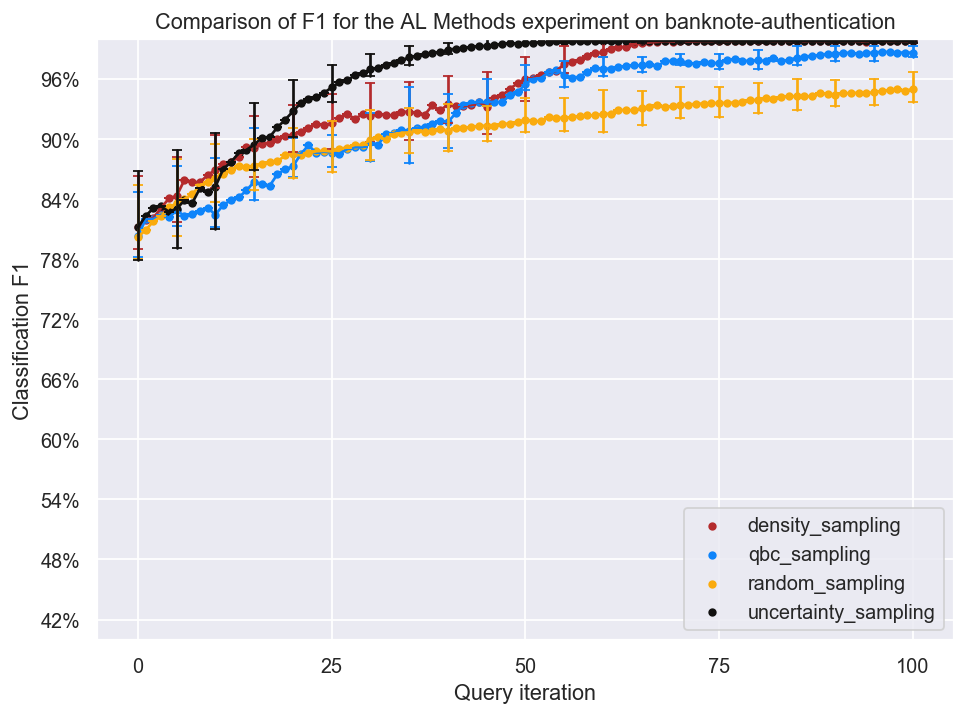 Comparison of F1 for the AL Methods experiment on banknote-authentication
Classification F1
96%
90%
84%
78%
72%
66%
60%
54%
48%
42%
density_sampling
qbc_sampling
random_sampling
uncertainty_sampling
0 25 50 75 100
Query iteration